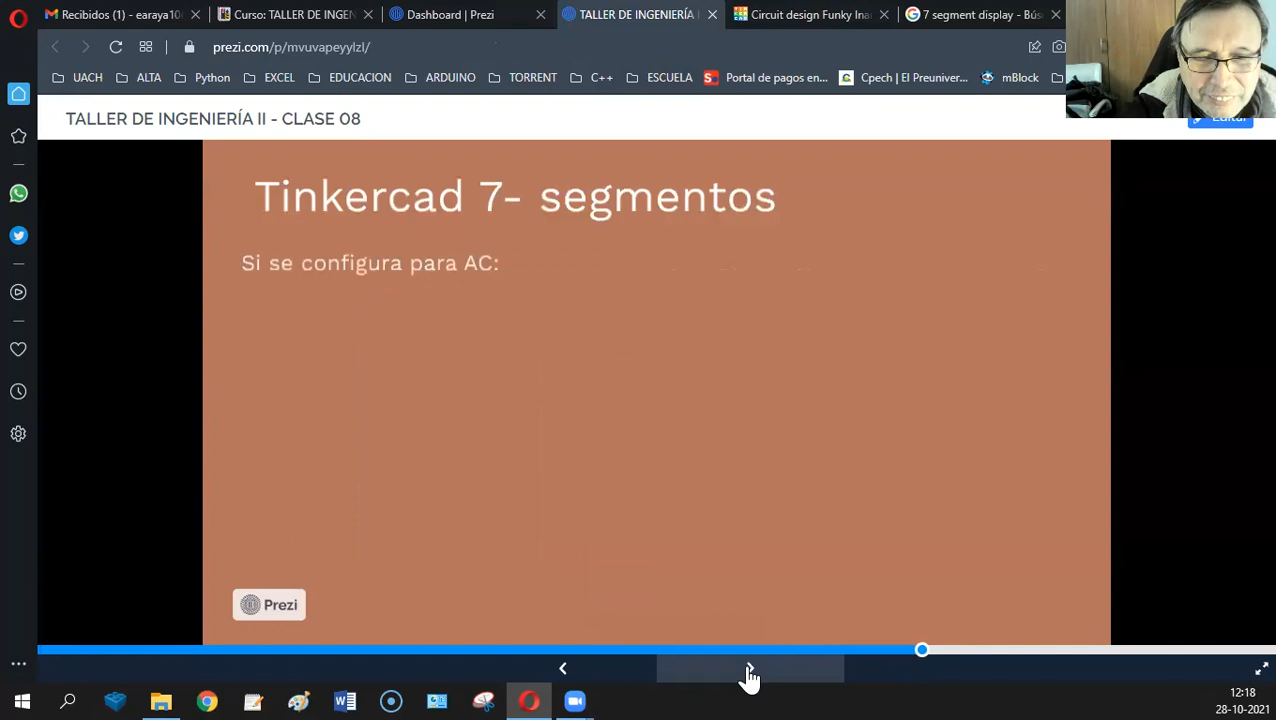 Recibidos (1) - earaya10
Curso: TALLER DE INGEN
Dashboard | Prezi
TALLER DE INGENIERÍA
Circuit design Funky Ina
7 segment display - Bús
prezi.com/p/mvuvapeyylzl/
UACH
ALTA
Python
EXCEL
EDUCACION
ARDUINO
TORRENT
C++
ESCUELA
Portal de pagos en...
Cpech | El Preuniver...
mBlock
TALLER DE INGENIERÍA II - CLASE 08
Editar
Tinkercad 7- segmentos
Si se configura para AC:
Prezi
12:18
28-10-2021